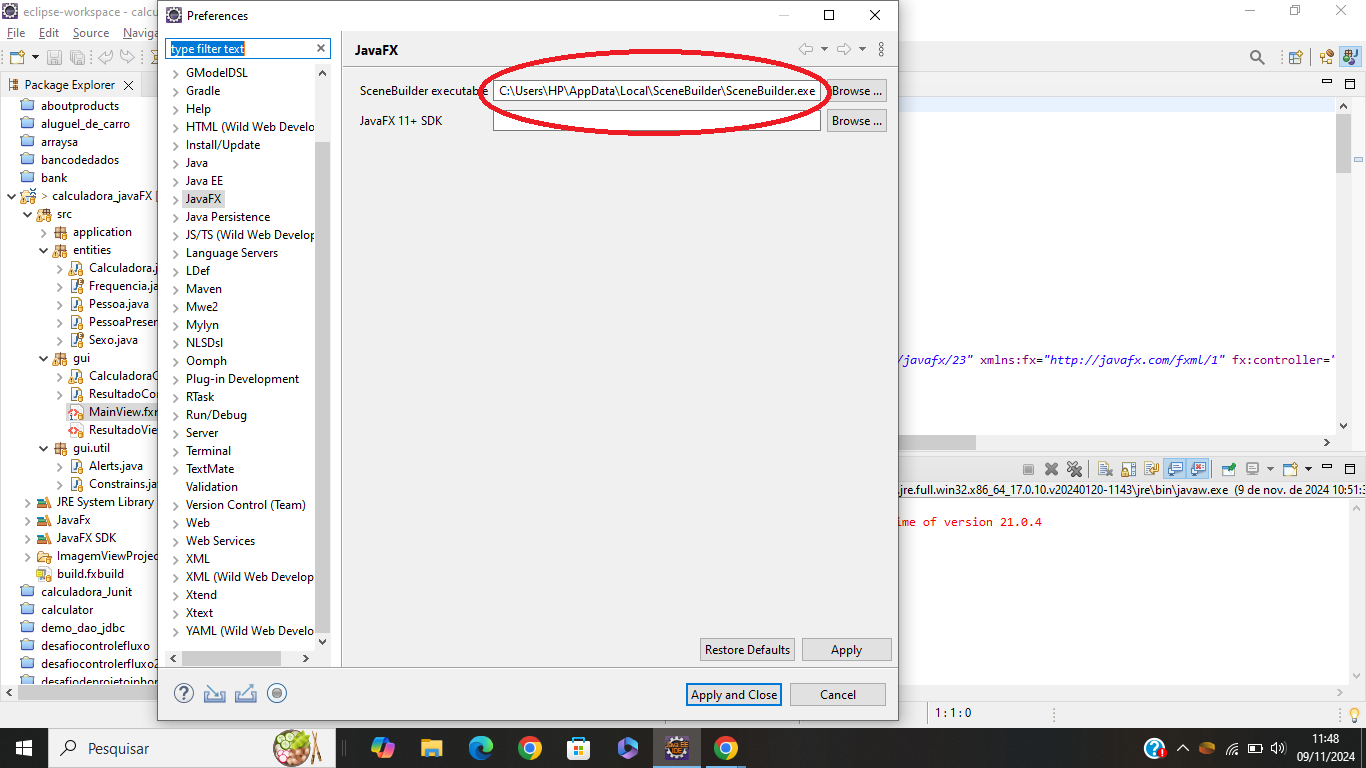 eclipse-workspace - calcu
Preferences
File Edit Source Naviga
type filter text
JavaFX
Package Explorer
GModelDSL
Gradle
Help
HTML (Wild Web Develo
Install/Update
Java
Java EE
JavaFX
Java Persistence
JS/TS (Wild Web Develop
Language Servers
LDef
Maven
Mwe2
Mylyn
NLSDsl
Oomph
Plug-in Development
RTask
Run/Debug
Server
Terminal
TextMate
Validation
Version Control (Team)
Web
Web Services
XML
XML (Wild Web Develop
Xtend
Xtext
YAML (Wild Web Develo
SceneBuilder executable C:\Users\HP\AppData\Local\SceneBuilder\SceneBuilder.exe Browse ...
JavaFX 11+ SDK Browse ...
Restore Defaults Apply
Apply and Close Cancel
aboutproducts
aluguel_de_carro
arraysa
bancodedados
bank
> calculadora_javaFX [
src
application
entities
Calculadora.j
Frequencia.ja
Pessoa.java
PessoaPreser
Sexo.java
gui
CalculadoraC
ResultadoCor
MainView.fxm
ResultadoVie
gui.util
Alerts.java
Constrains.ja
JRE System Library
JavaFx
JavaFX SDK
ImagemViewProjec
build.fxbuild
calculadora_Junit
calculator
demo_dao_jdbc
desafiocontrolefluxo
desafiocontrolerfluxo2
desafiodeprojetoinhor
/javafx/23" xmlns:fx="http://javafx.com/fxml/1" fx:controller="
\jre.full.win32.x86_64_17.0.10.v20240120-1143\jre\bin\javaw.exe (9 de nov. de 2024 10:51:3
ime of version 21.0.4
1:1:0
Pesquisar
Java EE
IDE
11:48
09/11/2024